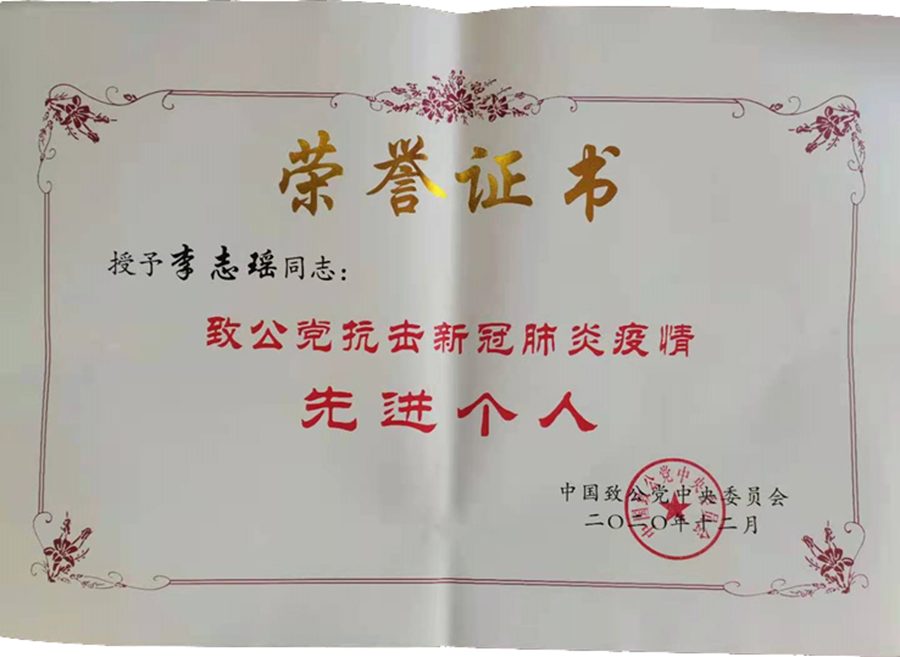 荣誉证书
授予李志瑶同志：
致公党抗击新冠肺炎疫情
先进个人
中国致公党中央委员会
二〇二〇年十二月